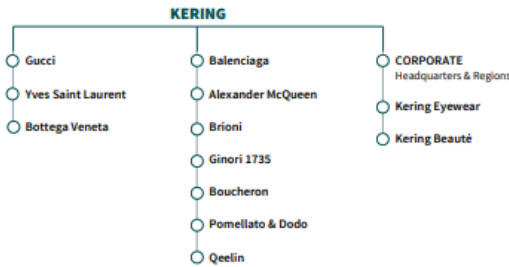 KERING
Gucci
Yves Saint Laurent
Bottega Veneta
Balenciaga
Alexander McQueen
Brioni
Ginori 1735
Boucheron
Pomellato & Dodo
Qeelin
CORPORATE
Headquarters & Regions
Kering Eyewear
Kering Beauté